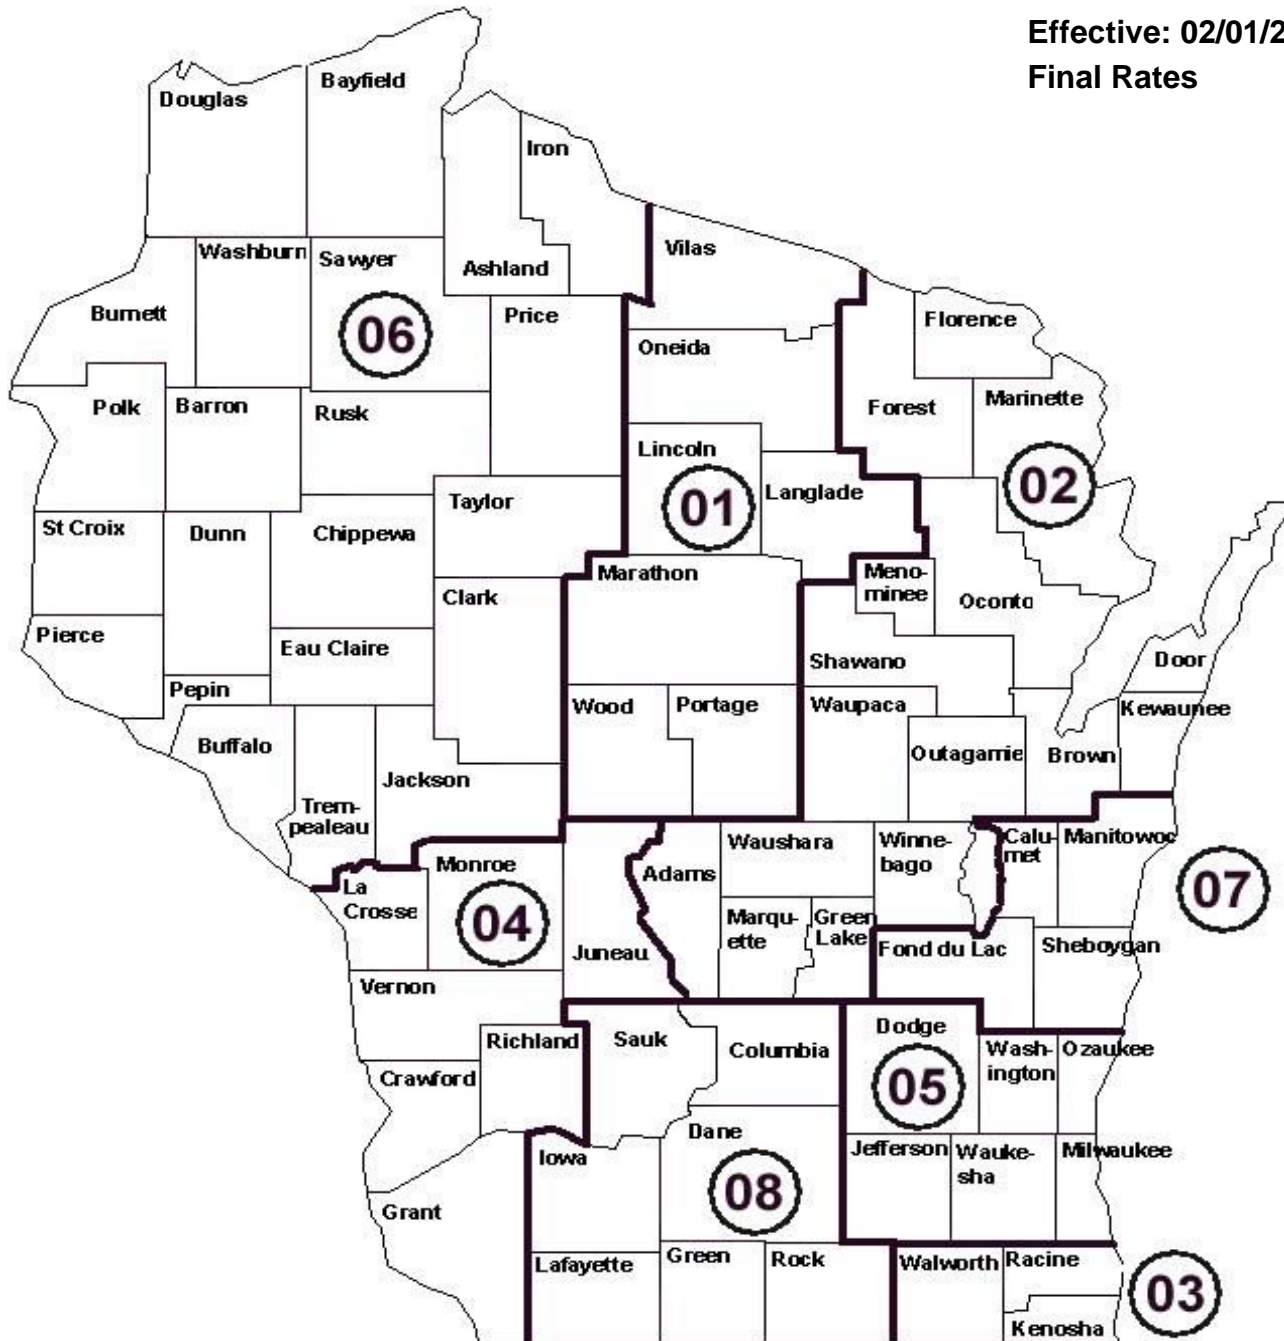 Effective: 02/01/2
Final Rates
Bayfield
Douglas
Iron
Vilas
Washburn
Sawyer
Ashland
Burnett
Price
Florence
06
Oneida
Polk
Barron
Rusk
Forest
Marinette
Lincoln
02
Langlade
01
Taylor
St Croix
Dunn
Chippewa
Marathon
Meno-
minee
Clark
Oconto
Pierce
Eau Claire
Shawano
Door
Pepin
Wood
Portage
Waupaca
Kewaunee
Buffalo
Outagamie
Brown
Jackson
Trem-
pealeau
Waushara
Winne-
bago
Calu-
met
Manitowoc
Monroe
Adams
La
Crosse
07
04
Marqu-
ette
Green
Lake
Juneau
Fond du Lac
Sheboygan
Vernon
Dodge
Richland
Sauk
Columbia
Wash-
ington
Ozaukee
Crawford
05
Dane
Iowa
Jefferson
Wauke-
sha
Milwaukee
08
Grant
Lafayette
Green
Rock
Walworth
Racine
03
Kenosha